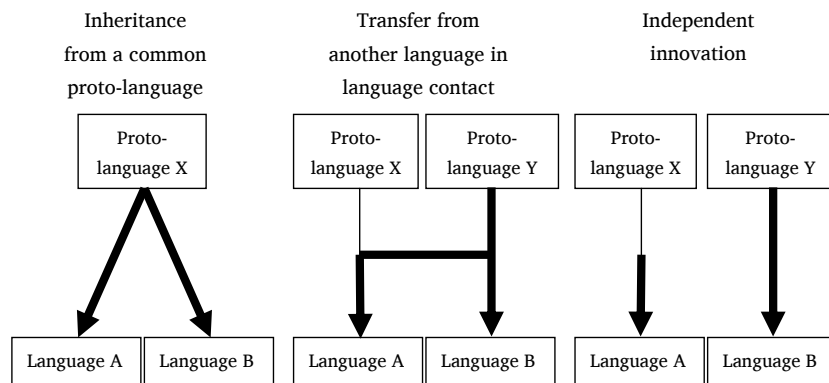 Inheritance
from a common
proto-language
Transfer from
another language in
language contact
Independent
innovation
Proto-
language X
Proto-
language X
Proto-
language Y
Proto-
language X
Proto-
language Y
Language A
Language B
Language A
Language B
Language A
Language B